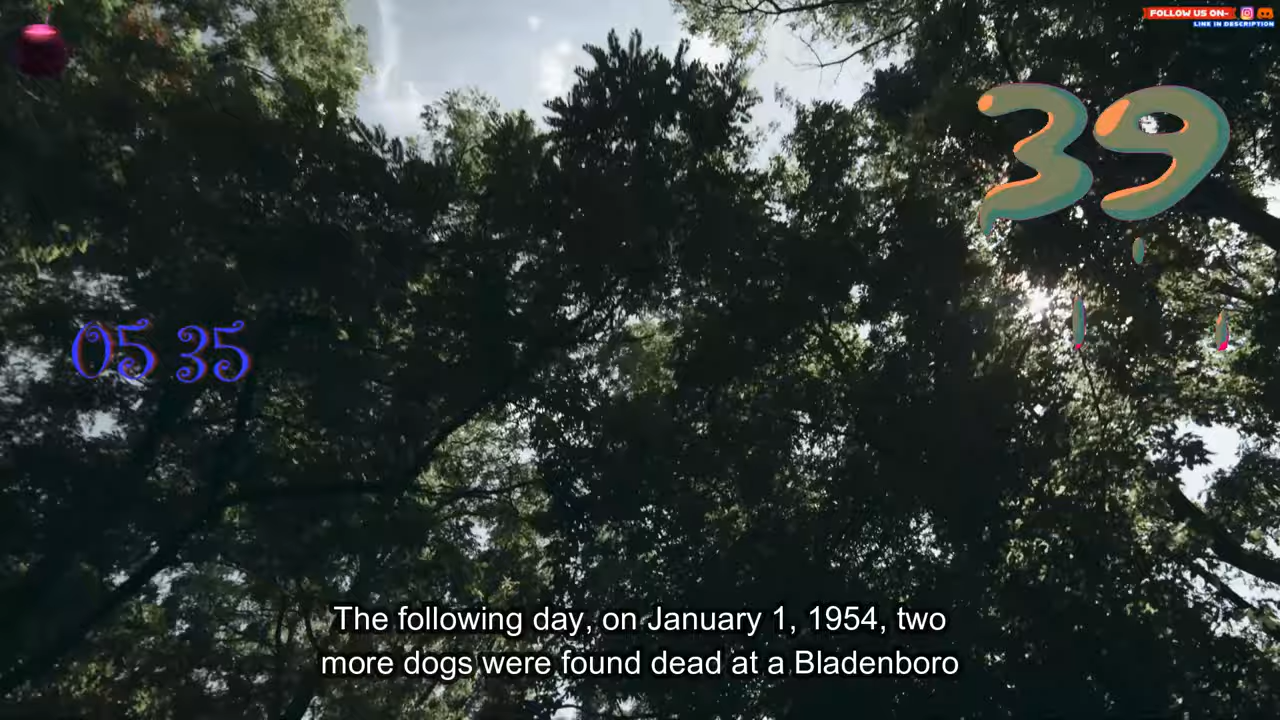 FOLLOW US ON-
LINK IN DESCRIPTION
39
05 35
The following day, on January 1, 1954, two
more dogs were found dead at a Bladenboro